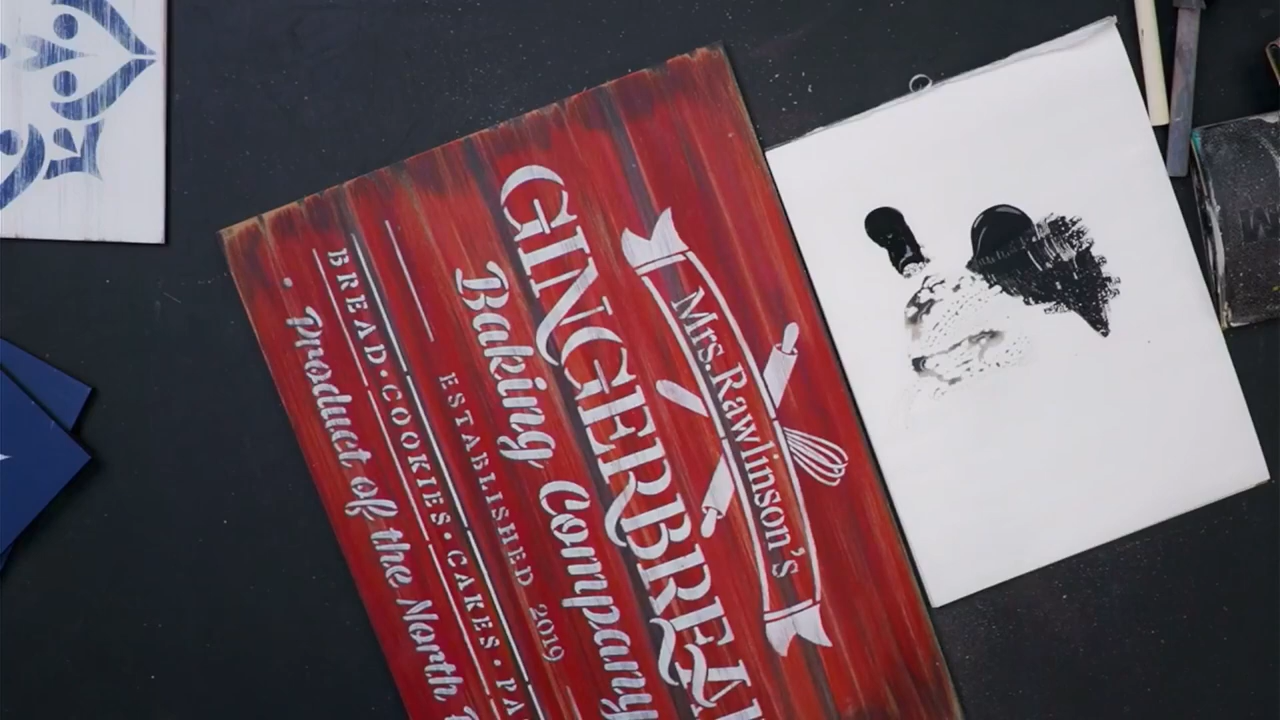 Mrs. Rawlinson's
GINGERBREA
Baking Company
ESTABLISHED 2019
BREAD • COOKIES • CAKES • PA
• Product of the North